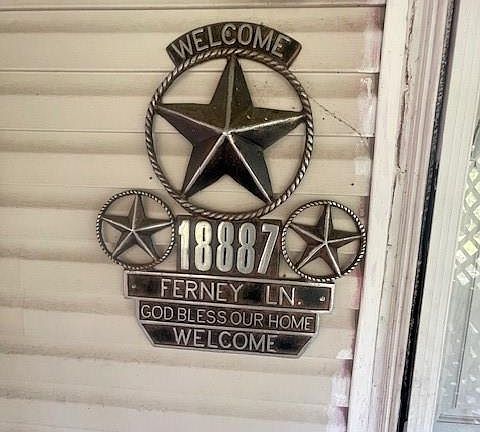 WELCOME
18887
FERNEY LN.
GOD BLESS OUR HOME
WELCOME